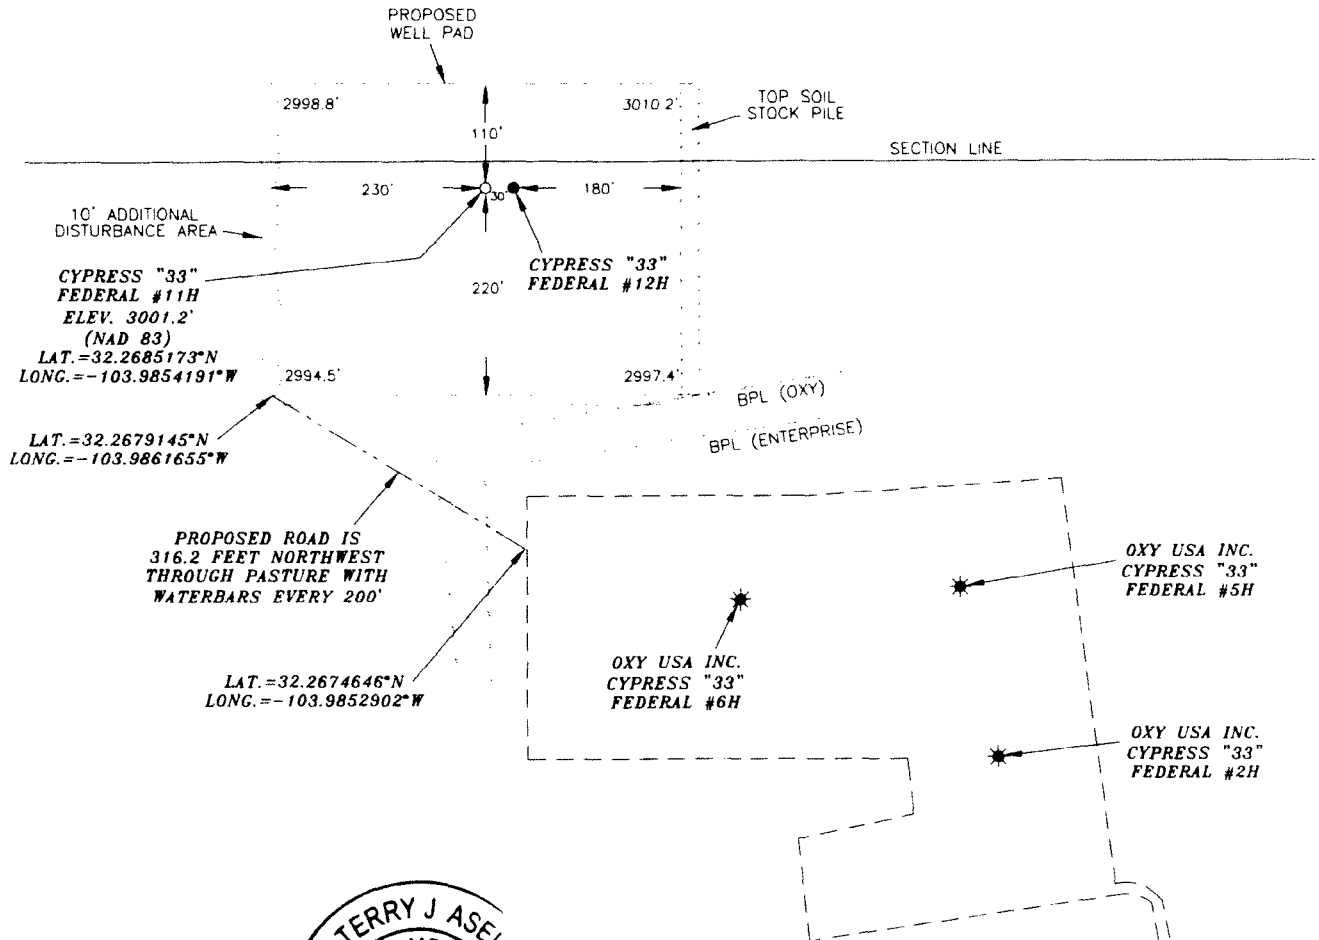 PROPOSED
WELL PAD
2998.8'
3010.2'
TOP SOIL
STOCK PILE
110'
SECTION LINE
230'
30'
180'
10' ADDITIONAL
DISTURBANCE AREA
CYPRESS "33"
FEDERAL #11H
ELEV. 3001.2'
(NAD 83)
LAT.=32.2685173°N
LONG.=-103.9854191°W
CYPRESS "33"
FEDERAL #12H
220'
2994.5'
2997.4'
BPL (OXY)
BPL (ENTERPRISE)
LAT.=32.2679145°N
LONG.=-103.9861655°W
PROPOSED ROAD IS
316.2 FEET NORTHWEST
THROUGH PASTURE WITH
WATERBARS EVERY 200'
OXY USA INC.
CYPRESS "33"
FEDERAL #5H
LAT.=32.2674646°N
LONG.=-103.9852902°W
OXY USA INC.
CYPRESS "33"
FEDERAL #6H
OXY USA INC.
CYPRESS "33"
FEDERAL #2H
TERRY J